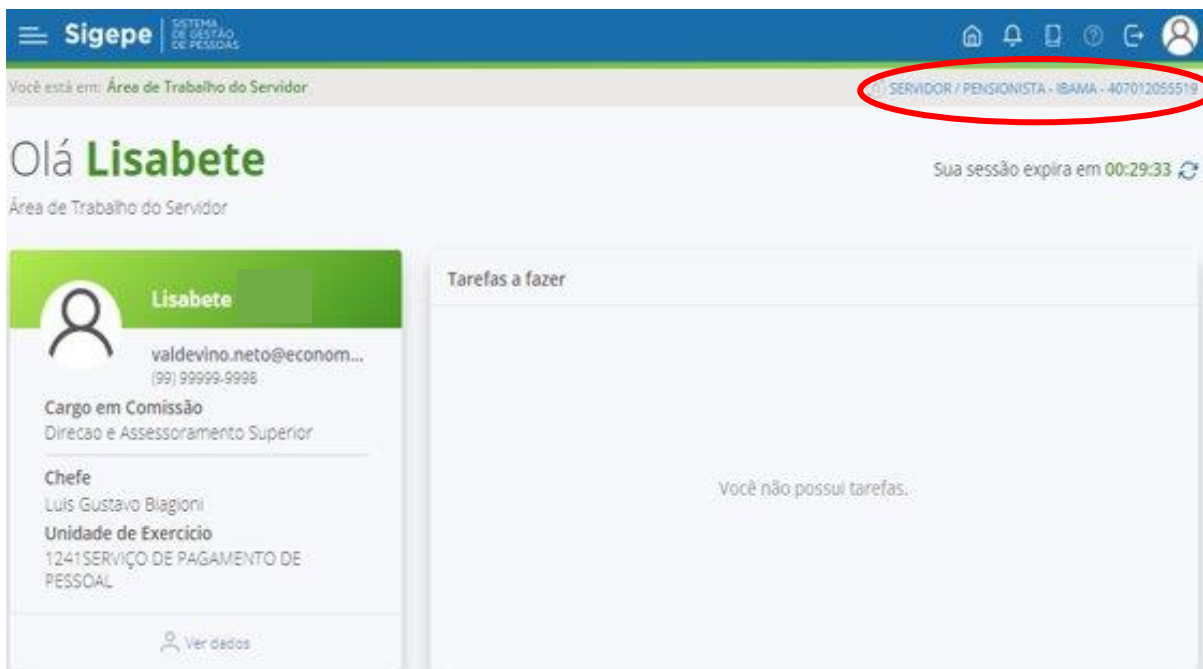 Sigepe SISTEMA
DE GESTÃO
DE PESSOAS
Você está em: Área de Trabalho do Servidor
SERVIDOR / PENSIONISTA - IBAMA - 407012055519
Olá Lisabete
Sua sessão expira em 00:29:33
Área de Trabalho do Servidor
Lisabete
valdevino.neto@econom...
(99) 99999-9998
Cargo em Comissão
Direcao e Assessoramento Superior
Chefe
Luis Gustavo Biagioni
Unidade de Exercício
1241SERVIÇO DE PAGAMENTO DE
PESSOAL
Ver dados
Tarefas a fazer
Você não possui tarefas.